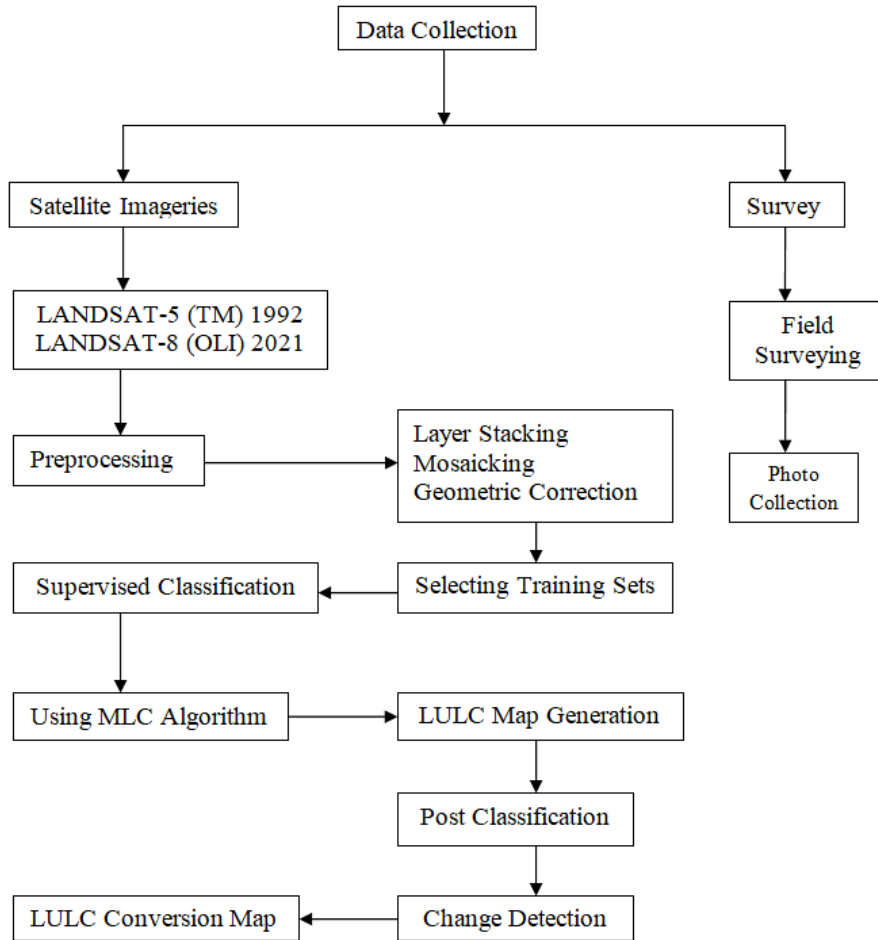 Data Collection
Satellite Imageries
Survey
LANDSAT-5 (TM) 1992
LANDSAT-8 (OLI) 2021
Field
Surveying
Preprocessing
Layer Stacking
Mosaicking
Geometric Correction
Photo
Collection
Supervised Classification
Selecting Training Sets
Using MLC Algorithm
LULC Map Generation
Post Classification
LULC Conversion Map
Change Detection